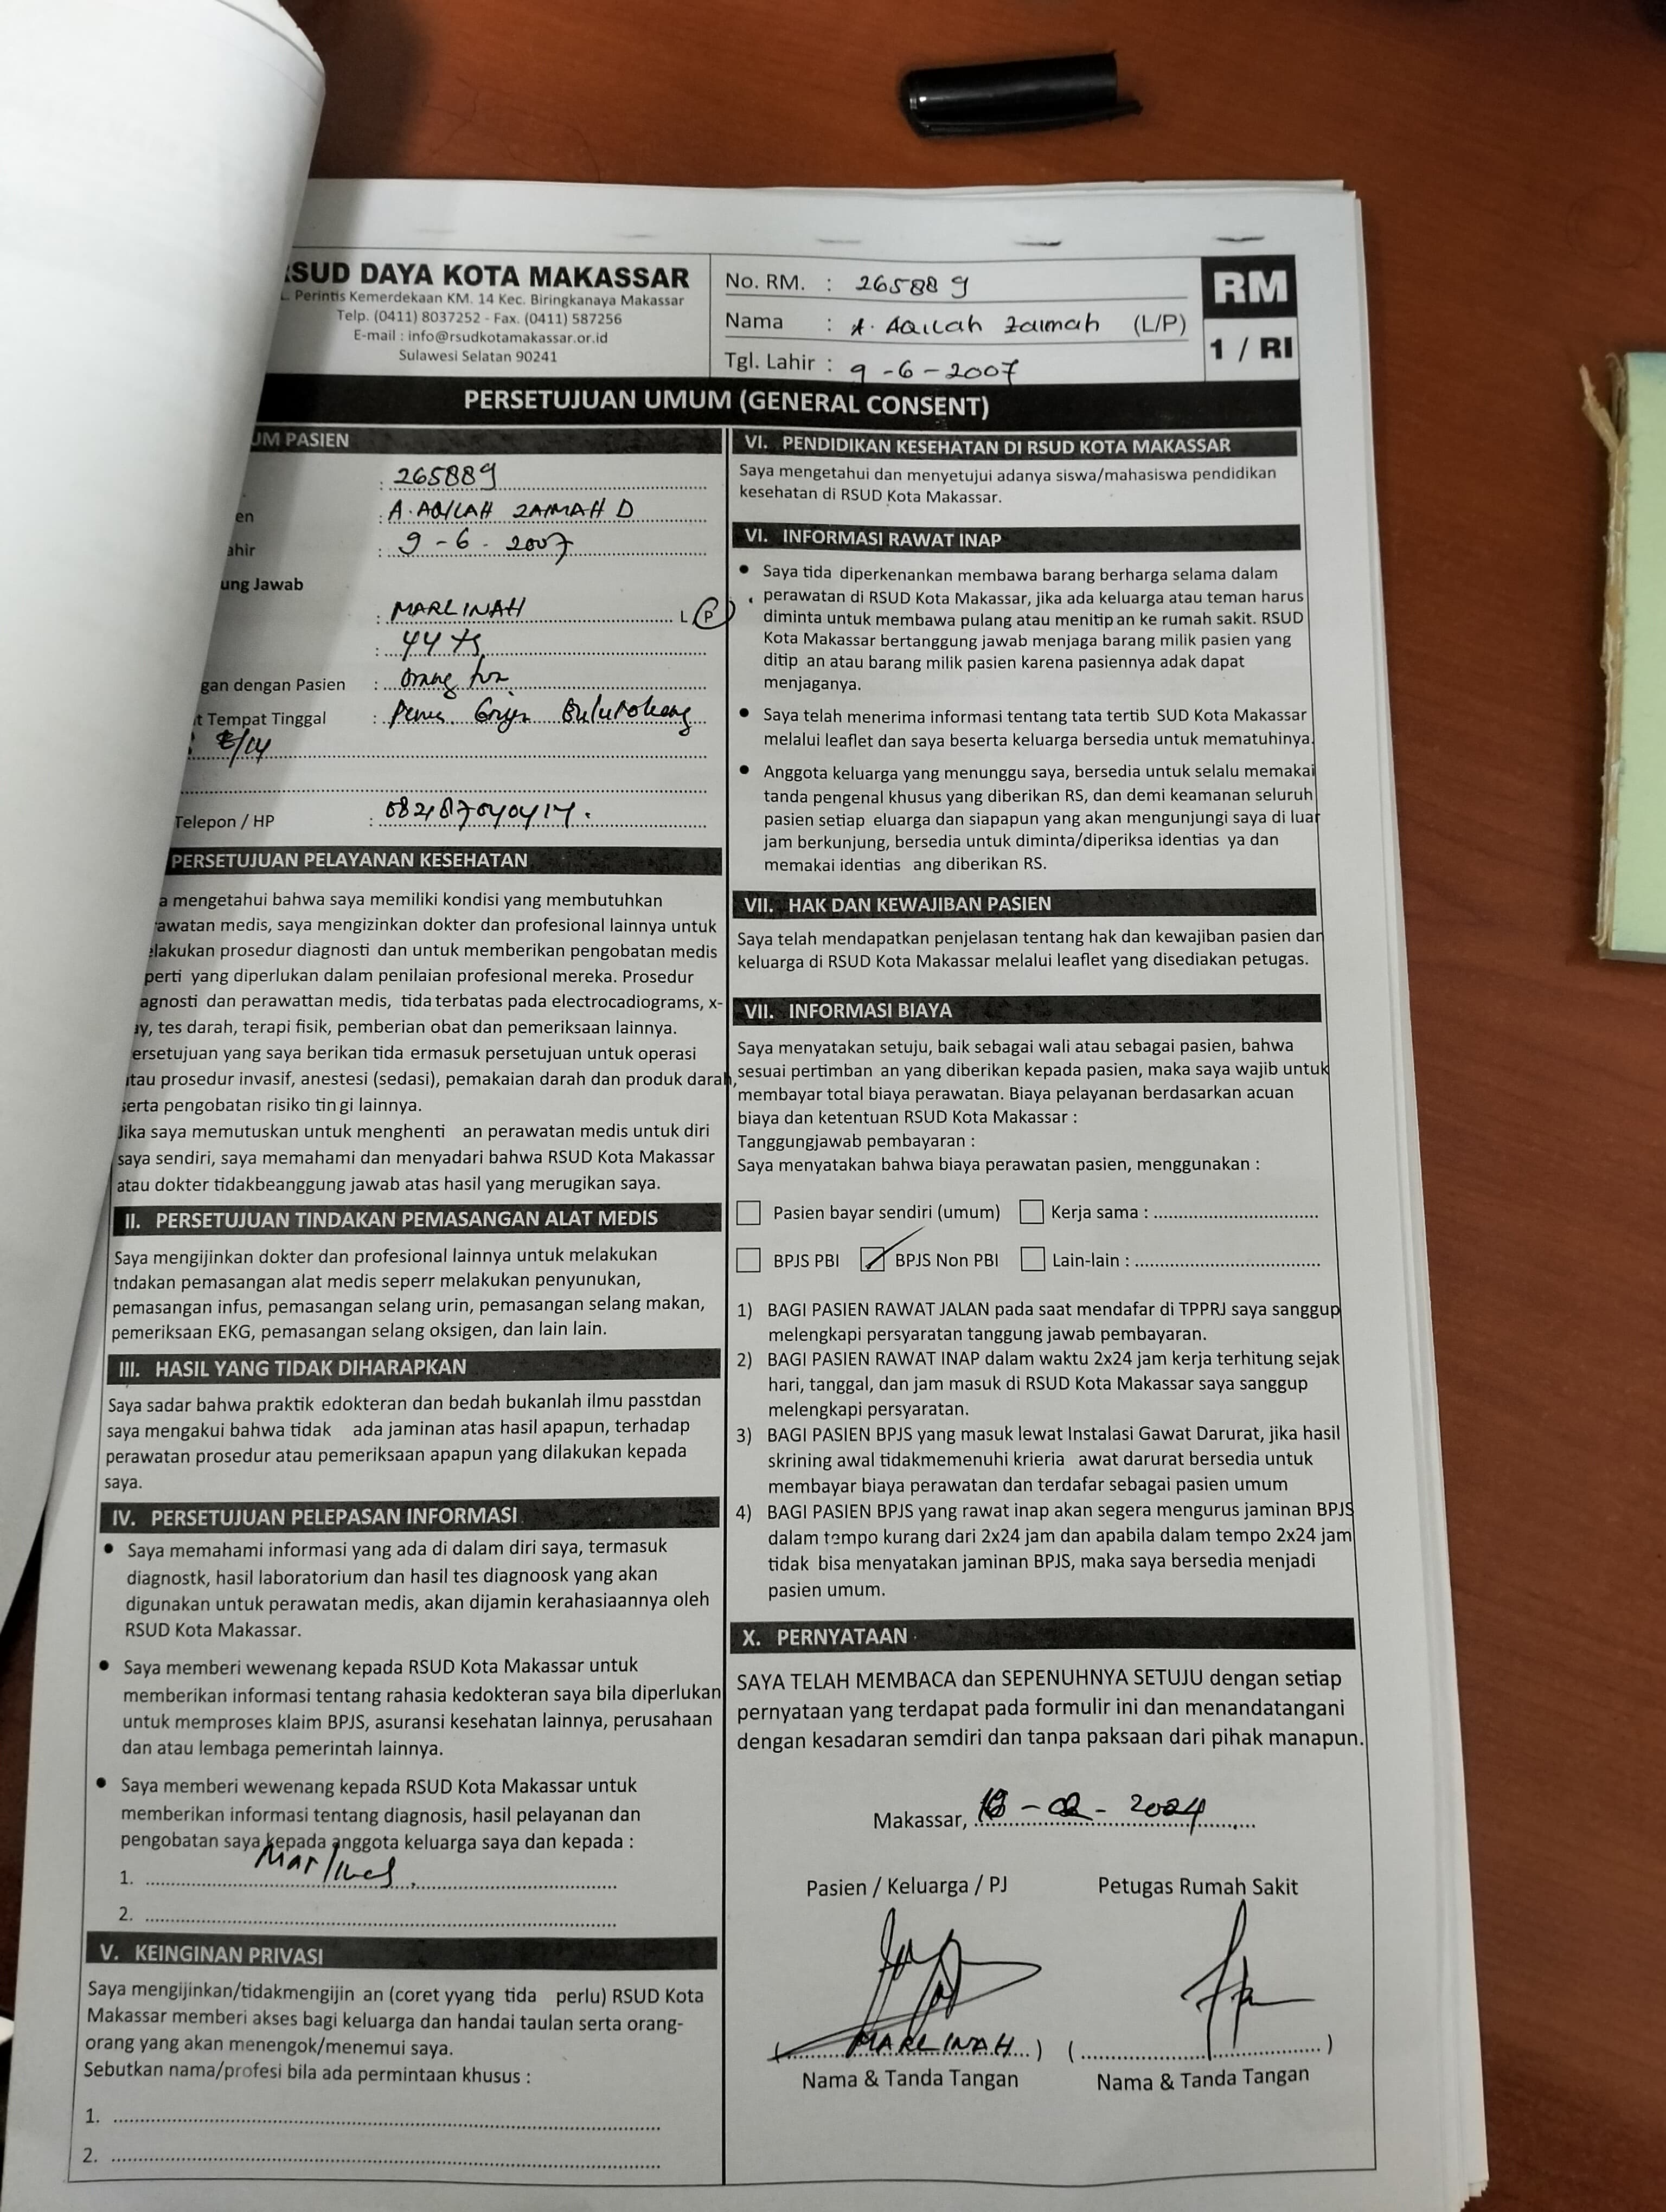 RSUD DAYA KOTA MAKASSAR
Perintis Kemerdekaan KM. 14 Kec. Biringkanaya Makassar
Telp. (0411) 8037252 - Fax. (0411) 587256
E-mail : info@rsudkotamakassar.or.id
Sulawesi Selatan 90241
No. RM. : 265889
Nama : A. Aqilah Zaimah (L/P)
Tgl. Lahir : 9-6-2007
RM
1 / RI
PERSETUJUAN UMUM (GENERAL CONSENT)
UM PASIEN
: 265889
en : A. AQILAH ZAIMAH D
ahir : 9-6-2007
ung Jawab
: MARLINAH L P
: 44
gan dengan Pasien : Orang
t Tempat Tinggal :
Telepon / HP : 082187040417.
PERSETUJUAN PELAYANAN KESEHATAN
a mengetahui bahwa saya memiliki kondisi yang membutuhkan
awatan medis, saya mengizinkan dokter dan profesional lainnya untuk
elakukan prosedur diagnosti dan untuk memberikan pengobatan medis
perti yang diperlukan dalam penilaian profesional mereka. Prosedur
agnosti dan perawattan medis, tida terbatas pada electrocadiograms, x-
ay, tes darah, terapi fisik, pemberian obat dan pemeriksaan lainnya.
ersetujuan yang saya berikan tida ermasuk persetujuan untuk operasi
atau prosedur invasif, anestesi (sedasi), pemakaian darah dan produk darah,
serta pengobatan risiko tin gi lainnya.
Jika saya memutuskan untuk menghenti an perawatan medis untuk diri
saya sendiri, saya memahami dan menyadari bahwa RSUD Kota Makassar
atau dokter tidakbeanggung jawab atas hasil yang merugikan saya.
II. PERSETUJUAN TINDAKAN PEMASANGAN ALAT MEDIS
Saya mengijinkan dokter dan profesional lainnya untuk melakukan
tndakan pemasangan alat medis seperr melakukan penyunukan,
pemasangan infus, pemasangan selang urin, pemasangan selang makan,
pemeriksaan EKG, pemasangan selang oksigen, dan lain lain.
III. HASIL YANG TIDAK DIHARAPKAN
Saya sadar bahwa praktik edokteran dan bedah bukanlah ilmu passtdan
saya mengakui bahwa tidak ada jaminan atas hasil apapun, terhadap
perawatan prosedur atau pemeriksaan apapun yang dilakukan kepada
saya.
IV. PERSETUJUAN PELEPASAN INFORMASI
• Saya memahami informasi yang ada di dalam diri saya, termasuk
diagnostk, hasil laboratorium dan hasil tes diagnoosk yang akan
digunakan untuk perawatan medis, akan dijamin kerahasiaannya oleh
RSUD Kota Makassar.
• Saya memberi wewenang kepada RSUD Kota Makassar untuk
memberikan informasi tentang rahasia kedokteran saya bila diperlukan
untuk memproses klaim BPJS, asuransi kesehatan lainnya, perusahaan
dan atau lembaga pemerintah lainnya.
• Saya memberi wewenang kepada RSUD Kota Makassar untuk
memberikan informasi tentang diagnosis, hasil pelayanan dan
pengobatan saya kepada anggota keluarga saya dan kepada :
1.
2.
V. KEINGINAN PRIVASI
Saya mengijinkan/tidakmengijin an (coret yyang tida perlu) RSUD Kota
Makassar memberi akses bagi keluarga dan handai taulan serta orang-
orang yang akan menengok/menemui saya.
Sebutkan nama/profesi bila ada permintaan khusus :
1.
2.
VI. PENDIDIKAN KESEHATAN DI RSUD KOTA MAKASSAR
Saya mengetahui dan menyetujui adanya siswa/mahasiswa pendidikan
kesehatan di RSUD Kota Makassar.
VI. INFORMASI RAWAT INAP
• Saya tida diperkenankan membawa barang berharga selama dalam
perawatan di RSUD Kota Makassar, jika ada keluarga atau teman harus
diminta untuk membawa pulang atau menitip an ke rumah sakit. RSUD
Kota Makassar bertanggung jawab menjaga barang milik pasien yang
ditip an atau barang milik pasien karena pasiennya adak dapat
menjaganya.
• Saya telah menerima informasi tentang tata tertib SUD Kota Makassar
melalui leaflet dan saya beserta keluarga bersedia untuk mematuhinya.
• Anggota keluarga yang menunggu saya, bersedia untuk selalu memakai
tanda pengenal khusus yang diberikan RS, dan demi keamanan seluruh
pasien setiap eluarga dan siapapun yang akan mengunjungi saya di luar
jam berkunjung, bersedia untuk diminta/diperiksa identias ya dan
memakai identias ang diberikan RS.
VII. HAK DAN KEWAJIBAN PASIEN
Saya telah mendapatkan penjelasan tentang hak dan kewajiban pasien dan
keluarga di RSUD Kota Makassar melalui leaflet yang disediakan petugas.
VII. INFORMASI BIAYA
Saya menyatakan setuju, baik sebagai wali atau sebagai pasien, bahwa
sesuai pertimban an yang diberikan kepada pasien, maka saya wajib untuk
membayar total biaya perawatan. Biaya pelayanan berdasarkan acuan
biaya dan ketentuan RSUD Kota Makassar :
Tanggungjawab pembayaran :
Saya menyatakan bahwa biaya perawatan pasien, menggunakan :
Pasien bayar sendiri (umum) Kerja sama :
BPJS PBI BPJS Non PBI Lain-lain :
1) BAGI PASIEN RAWAT JALAN pada saat mendafar di TPPRJ saya sanggup
melengkapi persyaratan tanggung jawab pembayaran.
2) BAGI PASIEN RAWAT INAP dalam waktu 2x24 jam kerja terhitung sejak
hari, tanggal, dan jam masuk di RSUD Kota Makassar saya sanggup
melengkapi persyaratan.
3) BAGI PASIEN BPJS yang masuk lewat Instalasi Gawat Darurat, jika hasil
skrining awal tidakmemenuhi krieria awat darurat bersedia untuk
membayar biaya perawatan dan terdafar sebagai pasien umum
4) BAGI PASIEN BPJS yang rawat inap akan segera mengurus jaminan BPJS
dalam tempo kurang dari 2x24 jam dan apabila dalam tempo 2x24 jam
tidak bisa menyatakan jaminan BPJS, maka saya bersedia menjadi
pasien umum.
X. PERNYATAAN
SAYA TELAH MEMBACA dan SEPENUHNYA SETUJU dengan setiap
pernyataan yang terdapat pada formulir ini dan menandatangani
dengan kesadaran semdiri dan tanpa paksaan dari pihak manapun.
Makassar, - 02 - 2024
Pasien / Keluarga / PJ Petugas Rumah Sakit
( MARLINAH ) ( )
Nama & Tanda Tangan Nama & Tanda Tangan